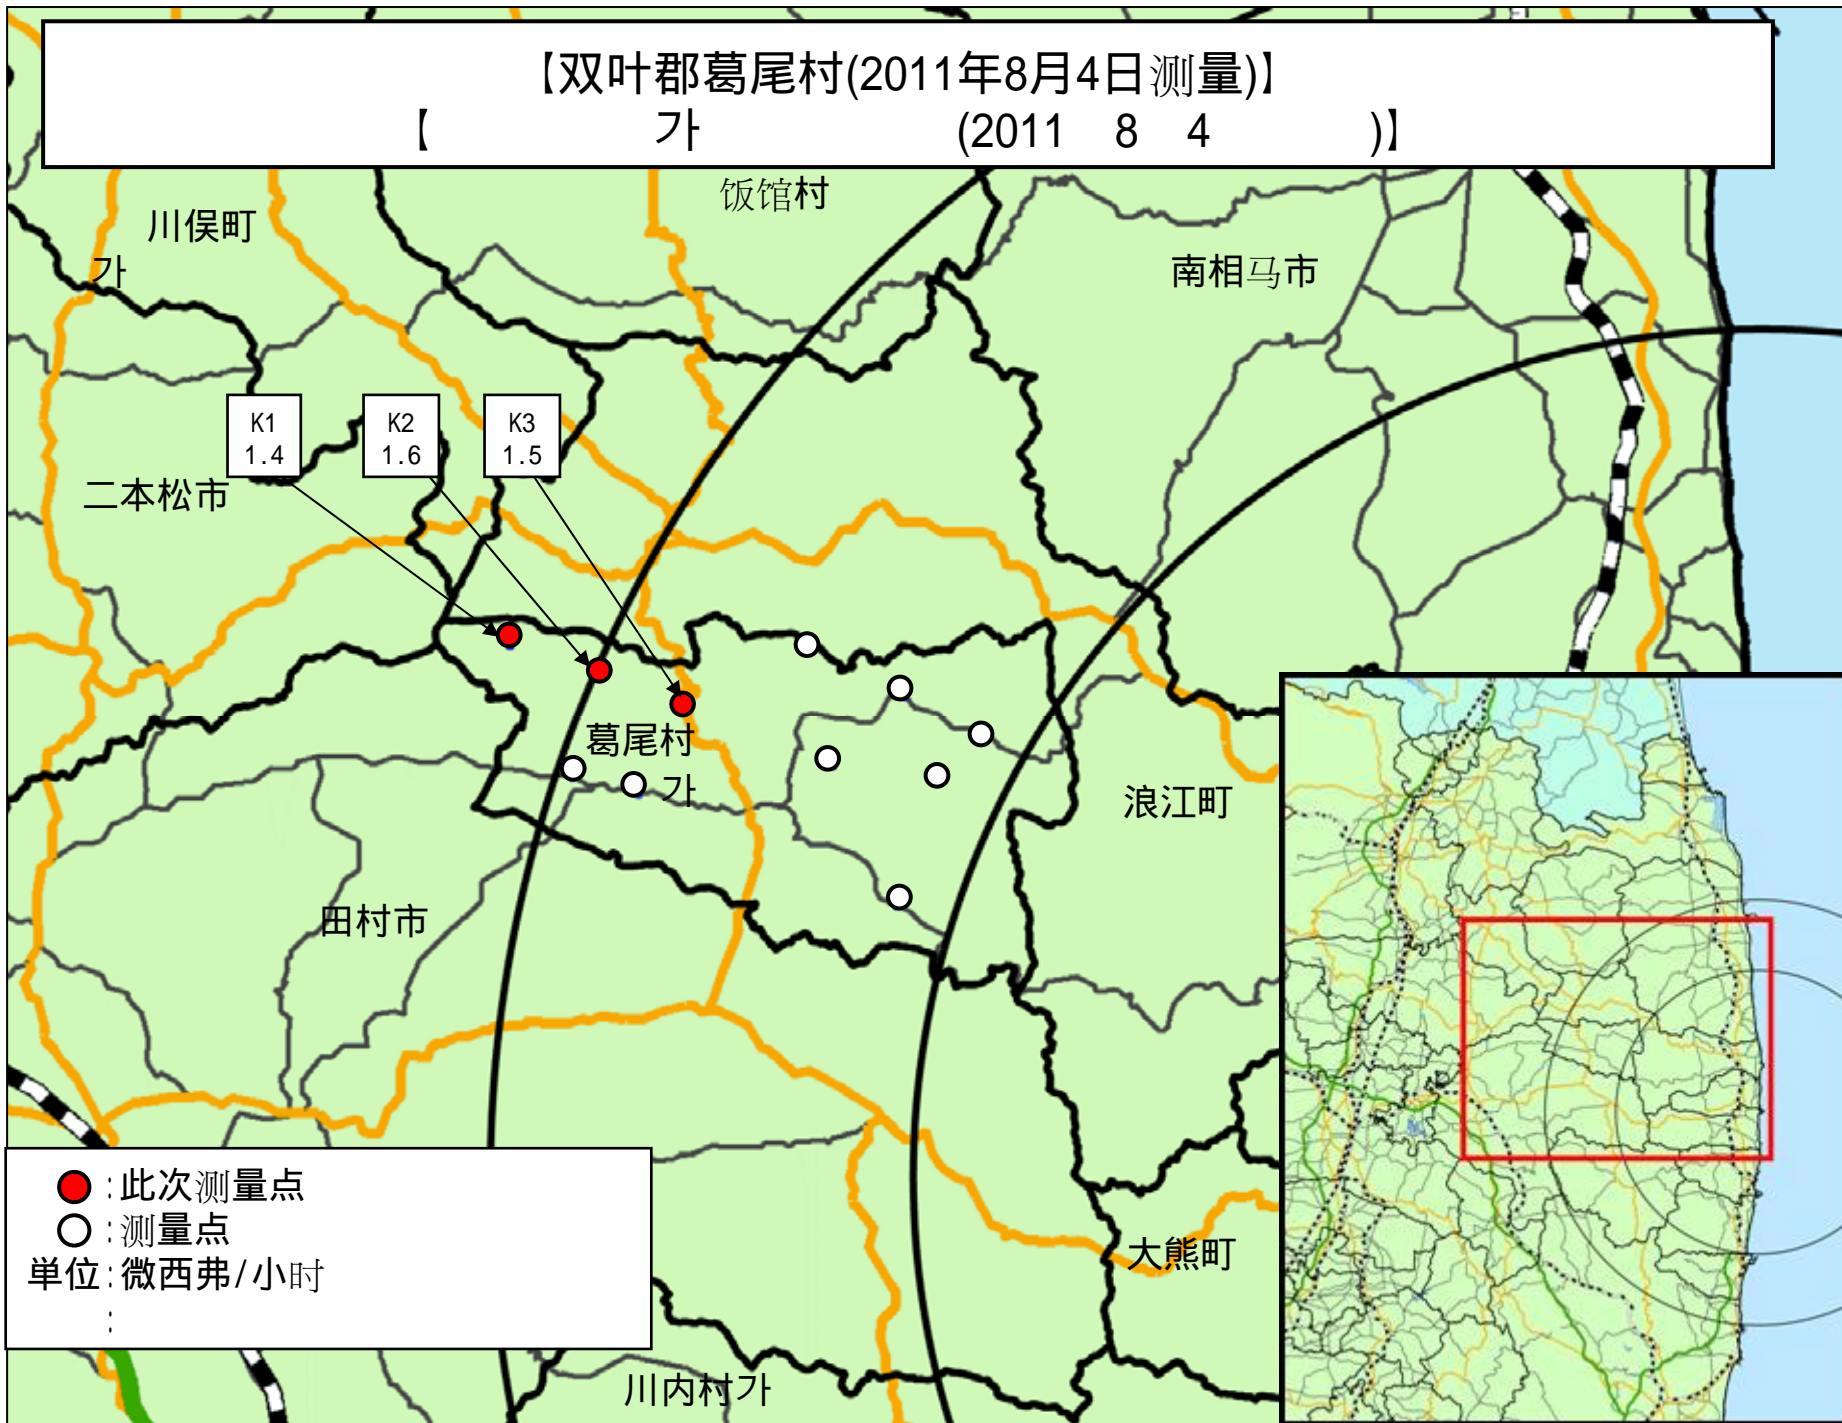 【双叶郡葛尾村(2011年8月4日测量)】
【 가 (2011 8 4 )】
饭馆村
川俣町
가
南相马市
K1
1.4
K2
1.6
K3
1.5
二本松市
葛尾村
가
浪江町
田村市
:此次测量点
:测量点
単位:微西弗/小时
:
大熊町
川内村가